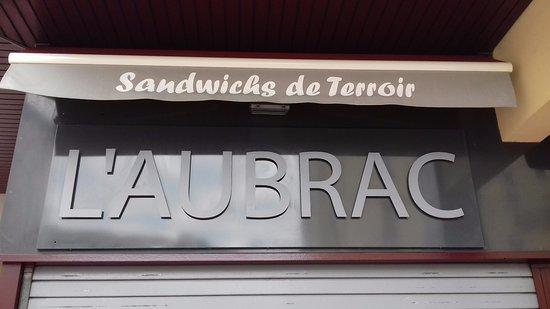 Sandwichs de Terroir
L'AUBRAC